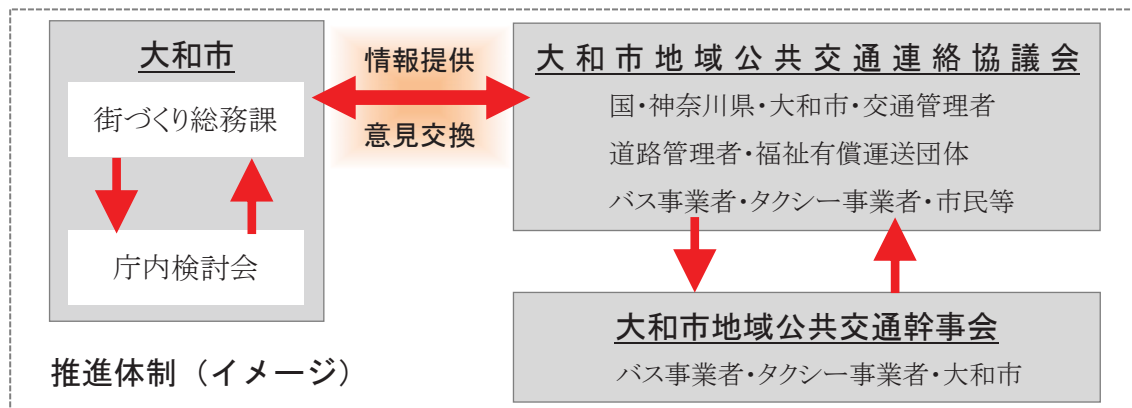 大和市
街づくり総務課
庁内検討会
情報提供
意見交換
大和市地域公共交通連絡協議会
国・神奈川県・大和市・交通管理者
道路管理者・福祉有償運送団体
バス事業者・タクシー事業者・市民等
大和市地域公共交通幹事会
バス事業者・タクシー事業者・大和市
推進体制（イメージ）